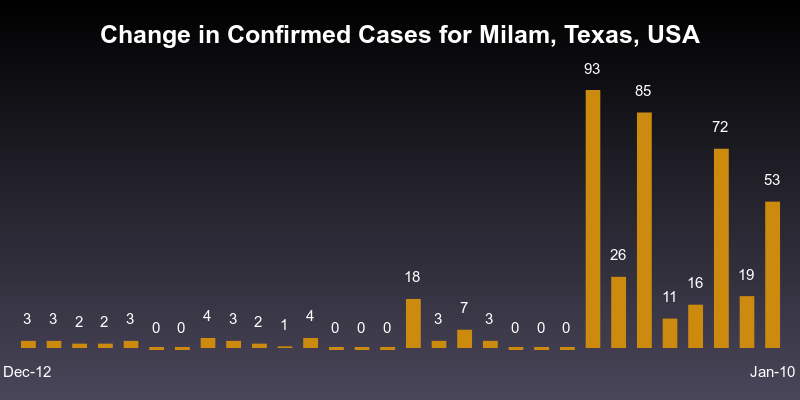 Change in Confirmed Cases for Milam, Texas, USA
3 3 2 2 3 0 0 4 3 2 1 4 0 0 0 18 3 7 3 0 0 0 93 26 85 11 16 72 19 53
Dec-12 Jan-10